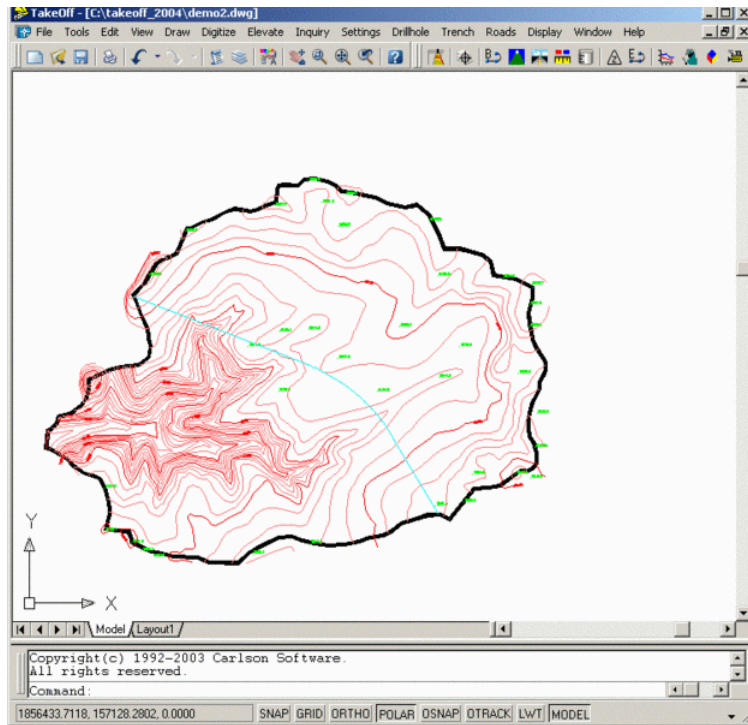 TakeOff - [C:\takeoff_2004\demo2.dwg]
File Tools Edit View Draw Digitize Elevate Inquiry Settings Drillhole Trench Roads Display Window Help
Y
X
Model Layout1
Copyright(c) 1992-2003 Carlson Software.
All rights reserved.
Command:
1856433.7118, 157128.2802, 0.0000 SNAP GRID ORTHO POLAR OSNAP OTRACK LWT MODEL